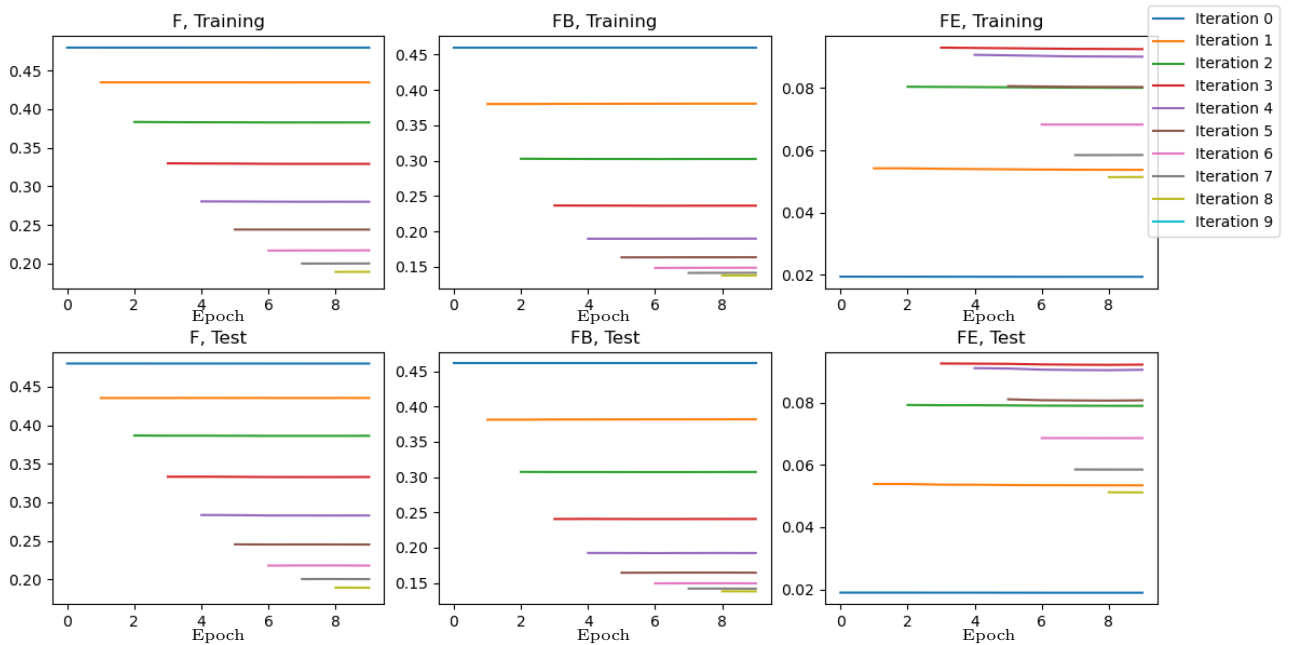 F, Training
0.45
0.40
0.35
0.30
0.25
0.20
0 2 4 6 8
Epoch
FB, Training
0.45
0.40
0.35
0.30
0.25
0.20
0.15
0 2 4 6 8
Epoch
FE, Training
0.08
0.06
0.04
0.02
0 2 4 6 8
Epoch
Iteration 0
Iteration 1
Iteration 2
Iteration 3
Iteration 4
Iteration 5
Iteration 6
Iteration 7
Iteration 8
Iteration 9
F, Test
0.45
0.40
0.35
0.30
0.25
0.20
0 2 4 6 8
Epoch
FB, Test
0.45
0.40
0.35
0.30
0.25
0.20
0.15
0 2 4 6 8
Epoch
FE, Test
0.08
0.06
0.04
0.02
0 2 4 6 8
Epoch